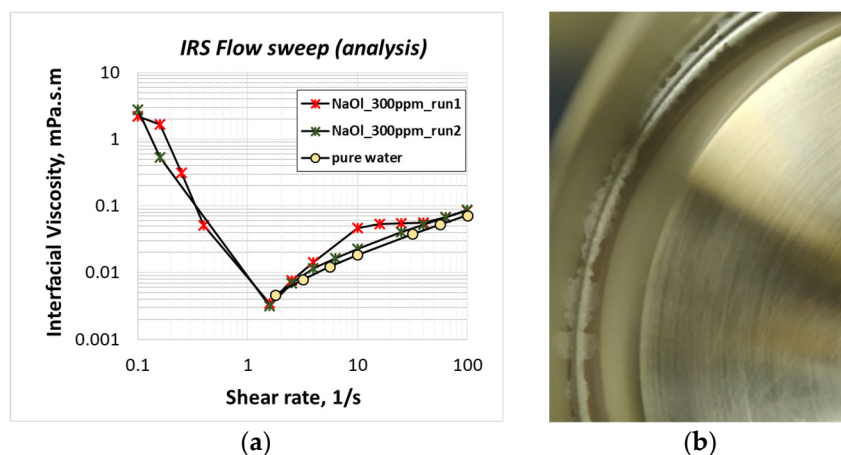 IRS Flow sweep (analysis)
Interfacial Viscosity, mPa.s.m
10
1
0.1
0.01
0.001
NaOl_300ppm_run1
NaOl_300ppm_run2
pure water
0.1 1 10 100
Shear rate, 1/s
(a) (b)